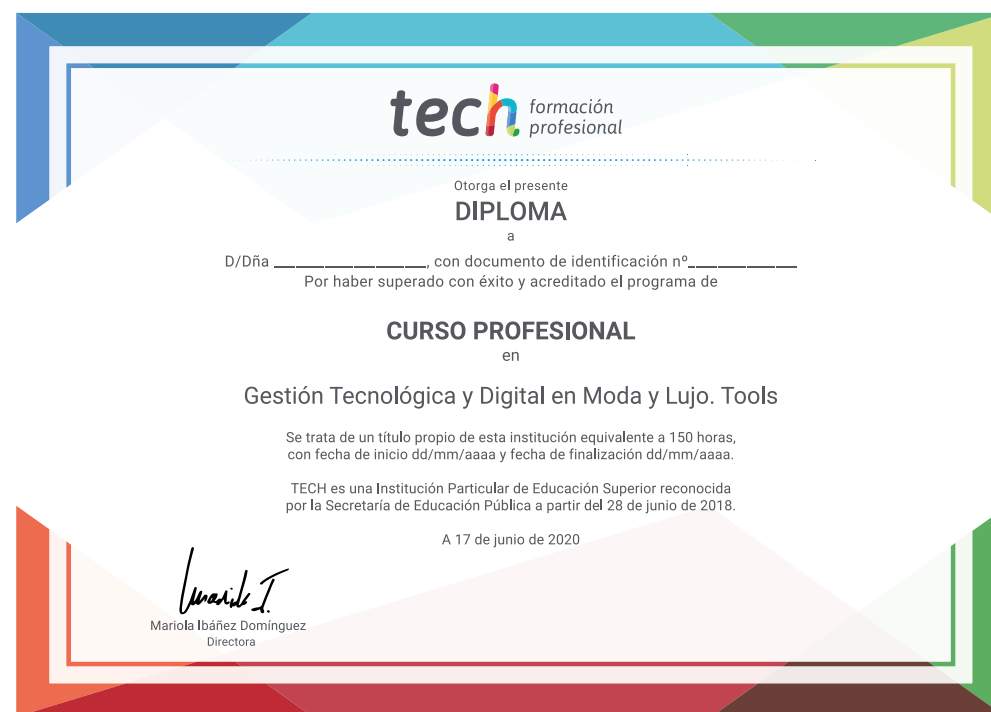 tech formación
profesional
Otorga el presente
DIPLOMA
a
D/Dña ____________________, con documento de identificación nº______________
Por haber superado con éxito y acreditado el programa de
CURSO PROFESIONAL
en
Gestión Tecnológica y Digital en Moda y Lujo. Tools
Se trata de un título propio de esta institución equivalente a 150 horas,
con fecha de inicio dd/mm/aaaa y fecha de finalización dd/mm/aaaa.
TECH es una Institución Particular de Educación Superior reconocida
por la Secretaría de Educación Pública a partir del 28 de junio de 2018.
A 17 de junio de 2020
Mariola I.
Mariola Ibáñez Domínguez
Directora